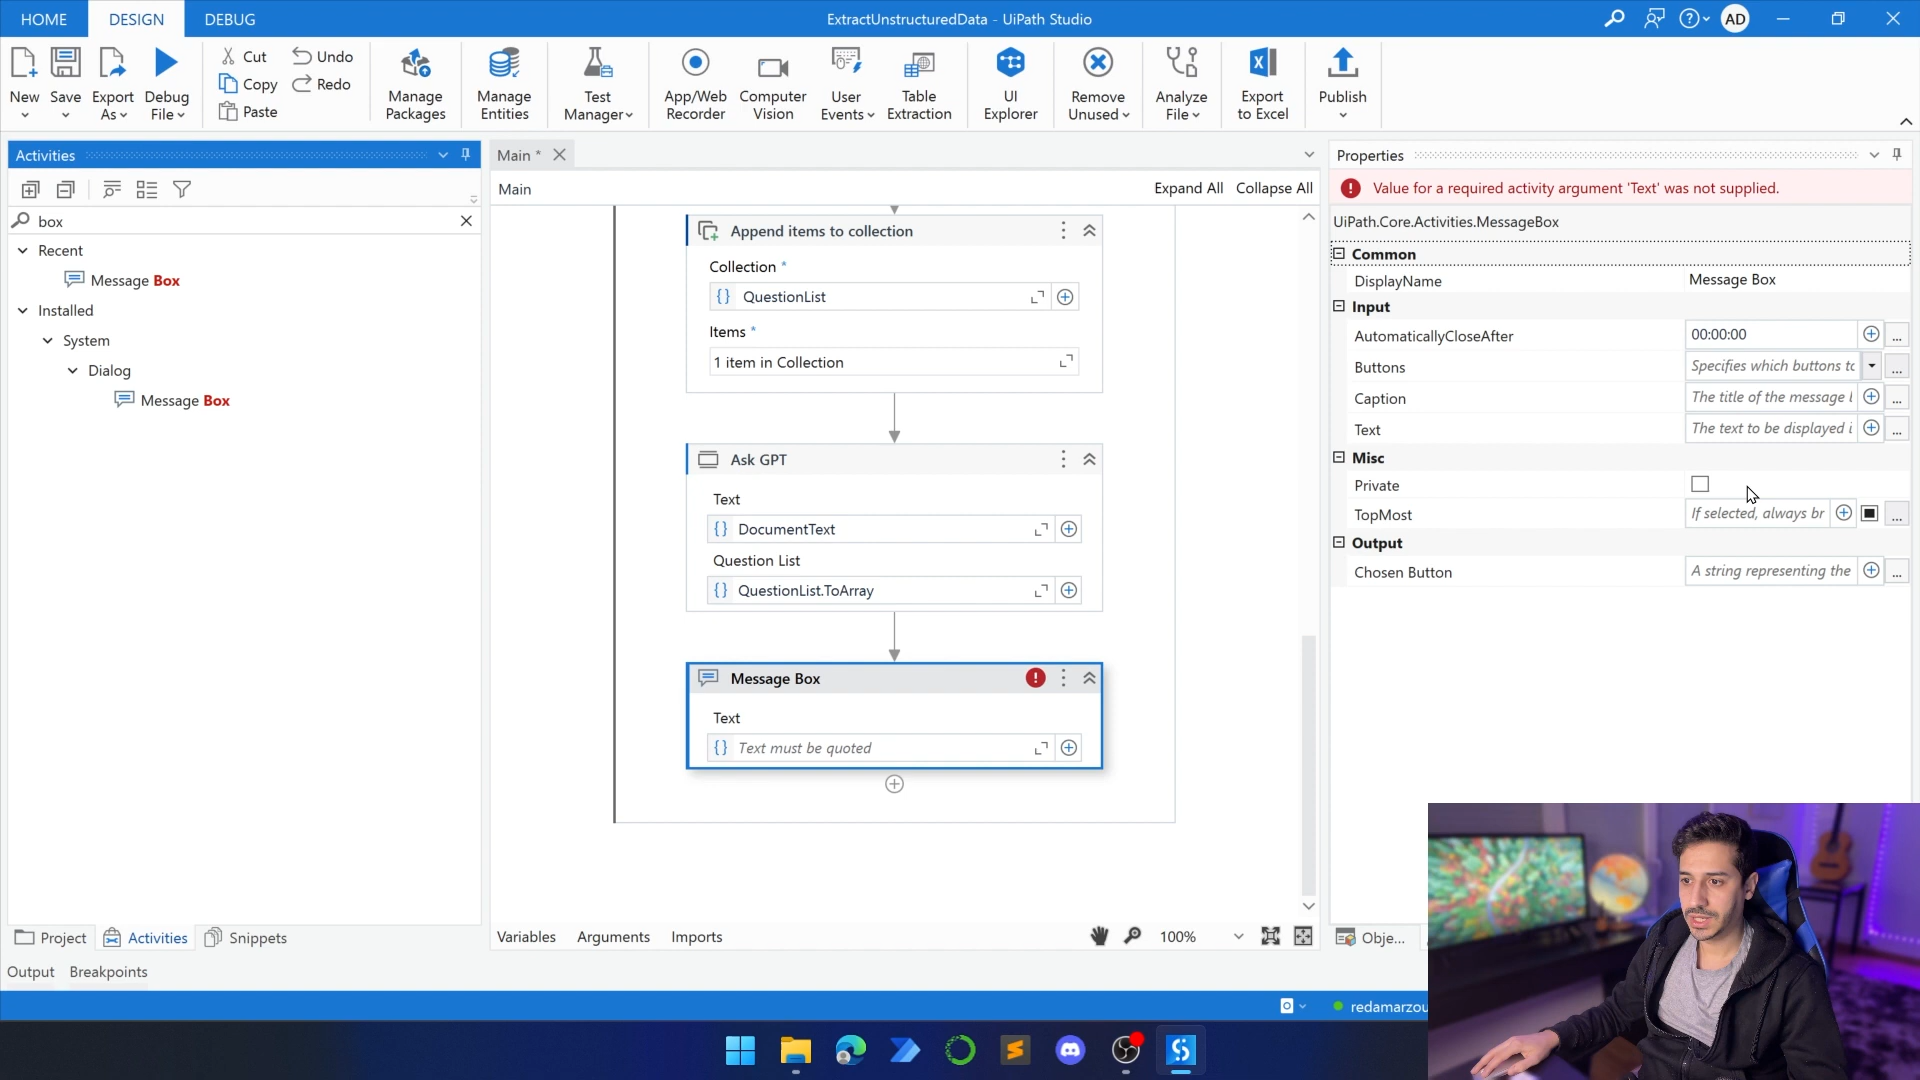 HOME
DESIGN
DEBUG
ExtractUnstructuredData - UiPath Studio
AD
New
Save
Export As
Debug File
Cut
Copy
Paste
Undo
Redo
Manage Packages
Manage Entities
Test Manager
App/Web Recorder
Computer Vision
User Events
Table Extraction
UI Explorer
Remove Unused
Analyze File
Export to Excel
Publish
Activities
box
Recent
Message Box
Installed
System
Dialog
Message Box
Project
Activities
Snippets
Output
Breakpoints
Main *
Main
Expand All
Collapse All
Append items to collection
Collection *
QuestionList
Items *
1 item in Collection
Ask GPT
Text
DocumentText
Question List
QuestionList.ToArray
Message Box
Text
Text must be quoted
Variables
Arguments
Imports
100%
Properties
Value for a required activity argument 'Text' was not supplied.
UiPath.Core.Activities.MessageBox
Common
DisplayName
Message Box
Input
AutomaticallyCloseAfter
00:00:00
Buttons
Specifies which buttons to
Caption
The title of the message b
Text
The text to be displayed i
Misc
Private
TopMost
If selected, always br
Output
Chosen Button
A string representing the
Obje...
redamarzou